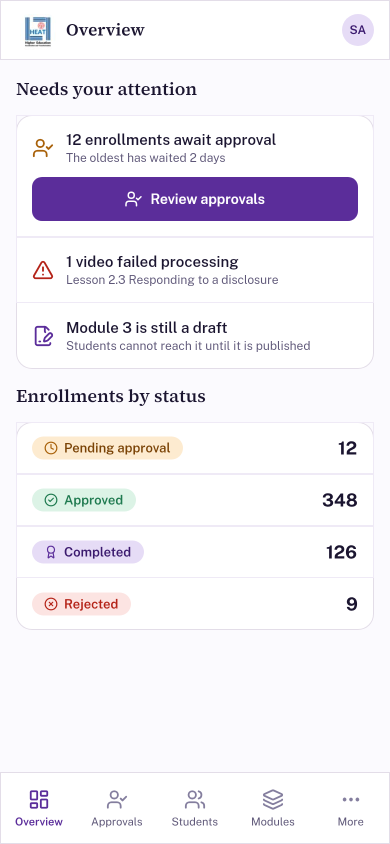 HEAT
Overview
SA
Needs your attention
12 enrollments await approval
The oldest has waited 2 days
Review approvals
1 video failed processing
Lesson 2.3 Responding to a disclosure
Module 3 is still a draft
Students cannot reach it until it is published
Enrollments by status
Pending approval 12
Approved 348
Completed 126
Rejected 9
Overview Approvals Students Modules More